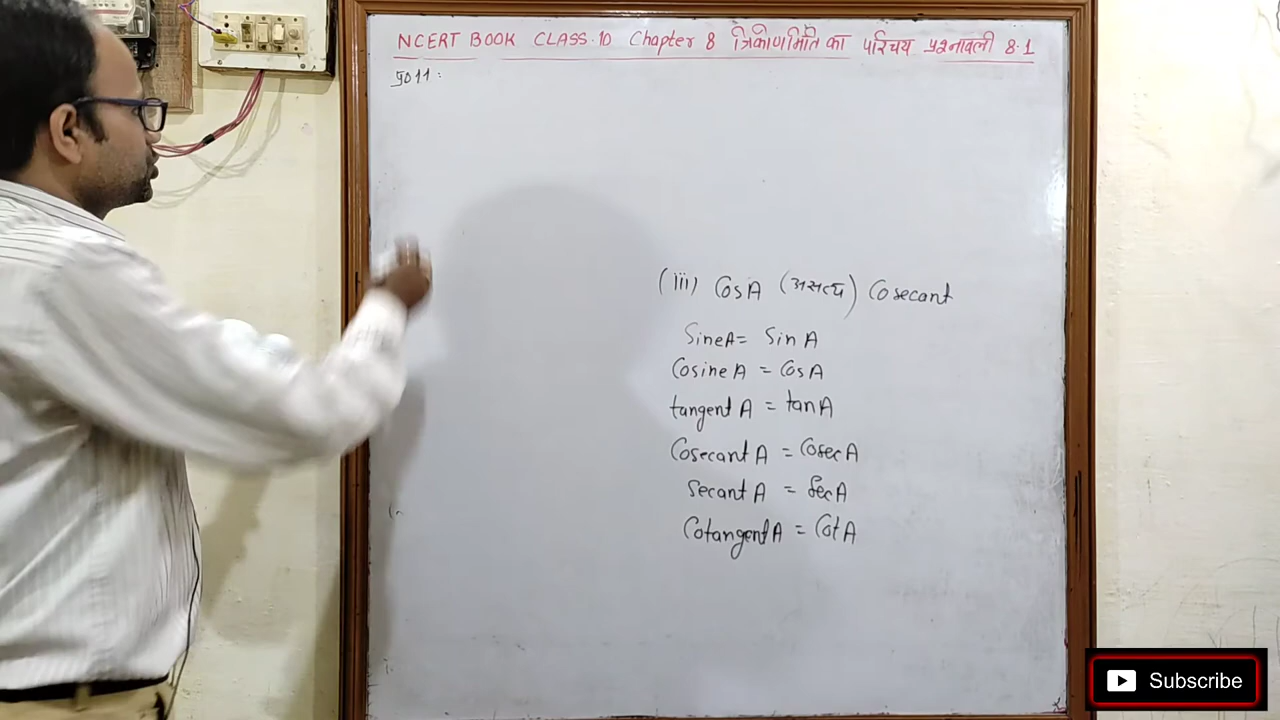 NCERT BOOK CLASS.10 Chapter 8 त्रिकोणमिति का परिचय प्रश्नावली 8.1
प्र011:
(iii) CosA (असत्य) Cosecant
SineA = Sin A
Cosine A = Cos A
tangent A = tan A
Cosecant A = Cosec A
Secant A = Sec A
Cotangent A = Cot A
Subscribe